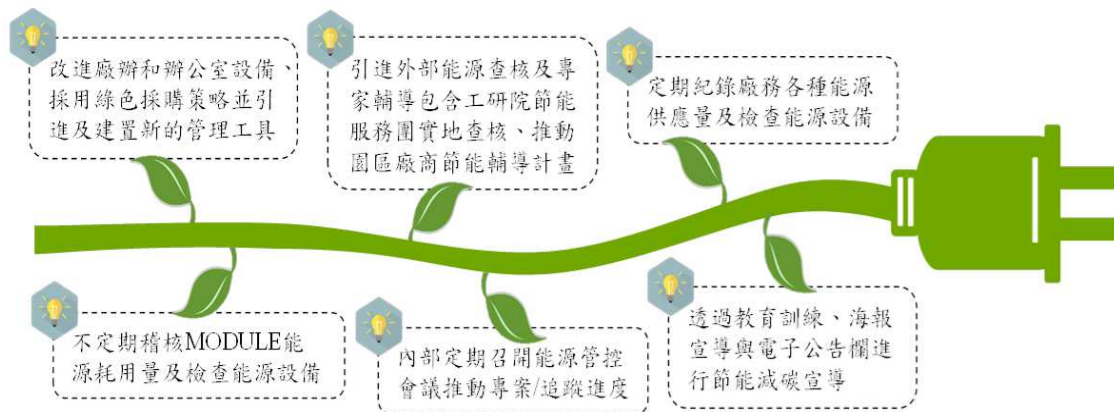 改進廠辦和辦公室設備、
採用綠色採購策略並引
進及建置新的管理工具
引進外部能源查核及專
家輔導包含工研院節能
服務團實地查核、推動
園區廠商節能輔導計畫
定期紀錄廠務各種能源
供應量及檢查能源設備
不定期稽核MODULE能
源耗用量及檢查能源設備
內部定期召開能源管控
會議推動專案/追蹤進度
透過教育訓練、海報
宣導與電子公告欄進
行節能減碳宣導